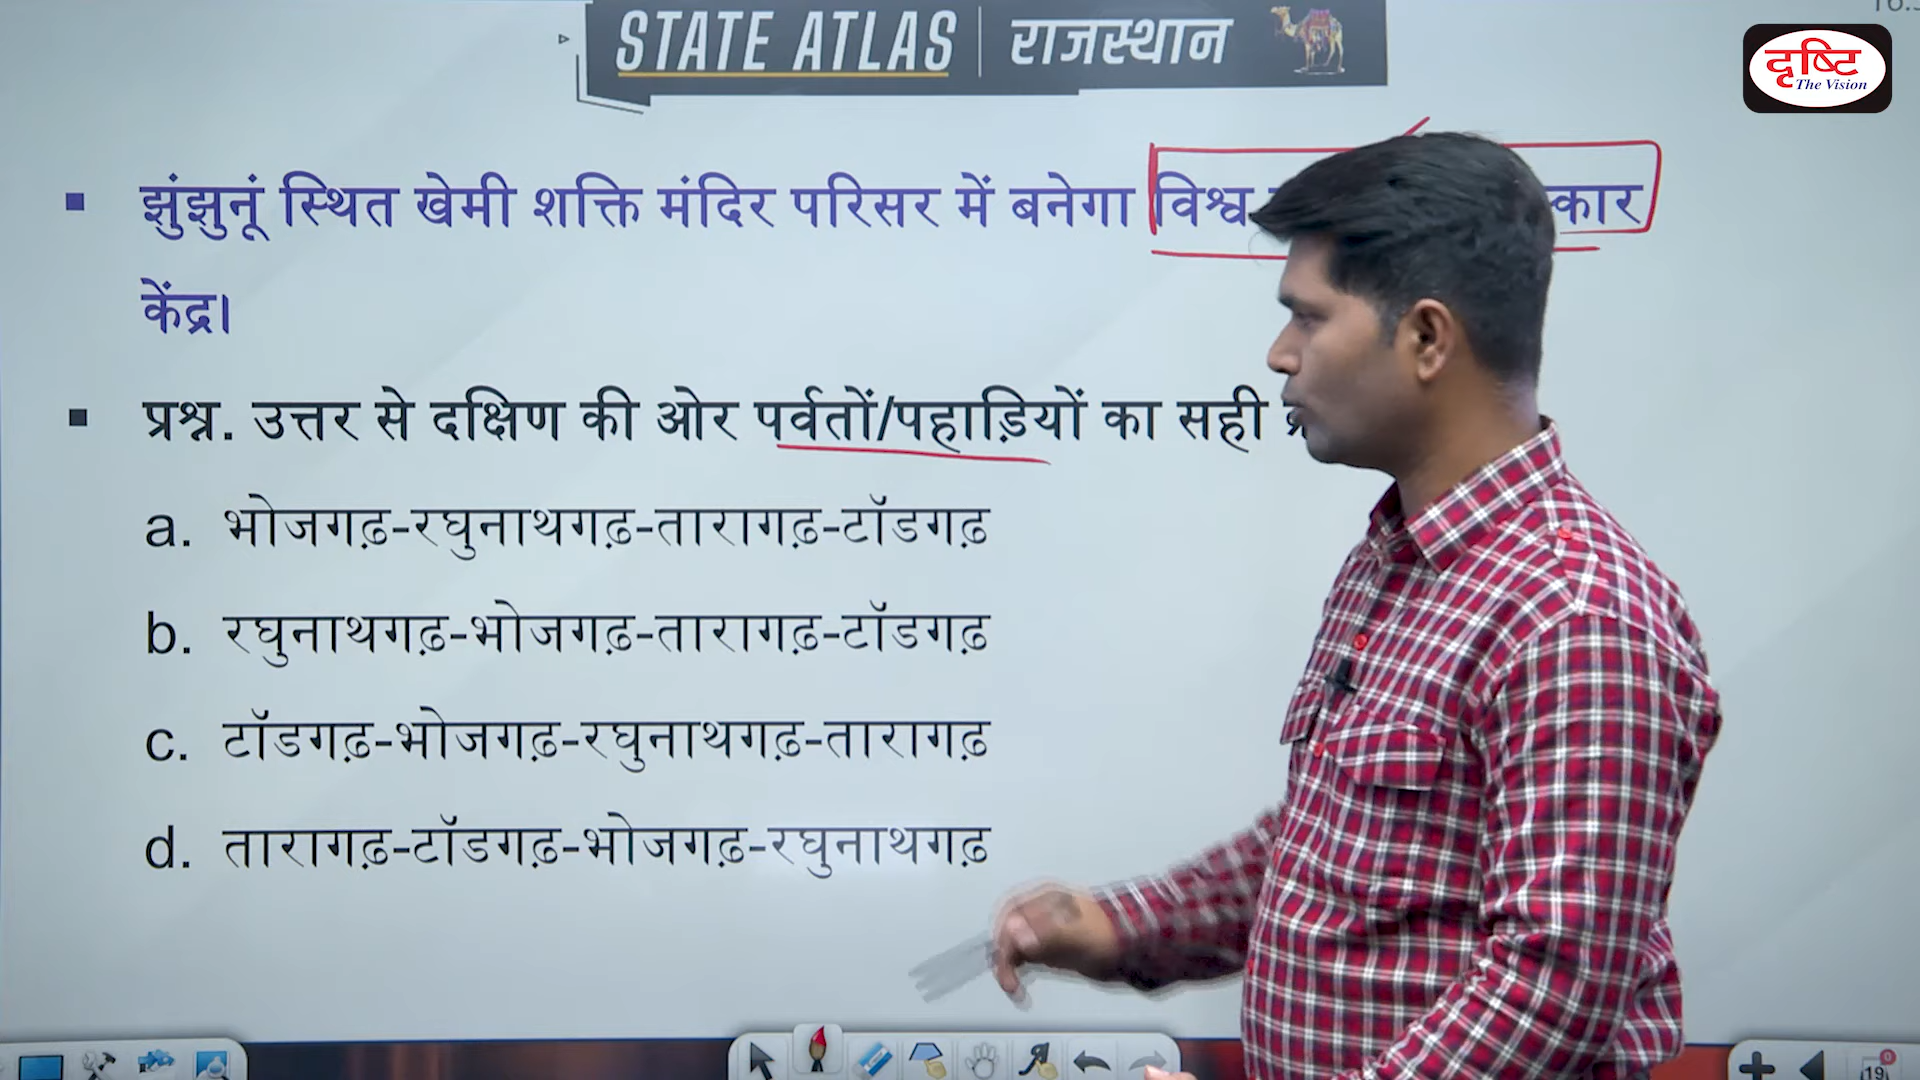 STATE ATLAS राजस्थान
दृष्टि
The Vision
झुंझुनूं स्थित खेमी शक्ति मंदिर परिसर में बनेगा विश्व
केंद्र।
प्रश्न. उत्तर से दक्षिण की ओर पर्वतों/पहाड़ियों का सही
a. भोजगढ़-रघुनाथगढ़-तारागढ़-टॉडगढ़
b. रघुनाथगढ़-भोजगढ़-तारागढ़-टॉडगढ़
c. टॉडगढ़-भोजगढ़-रघुनाथगढ़-तारागढ़
d. तारागढ़-टॉडगढ़-भोजगढ़-रघुनाथगढ़
19